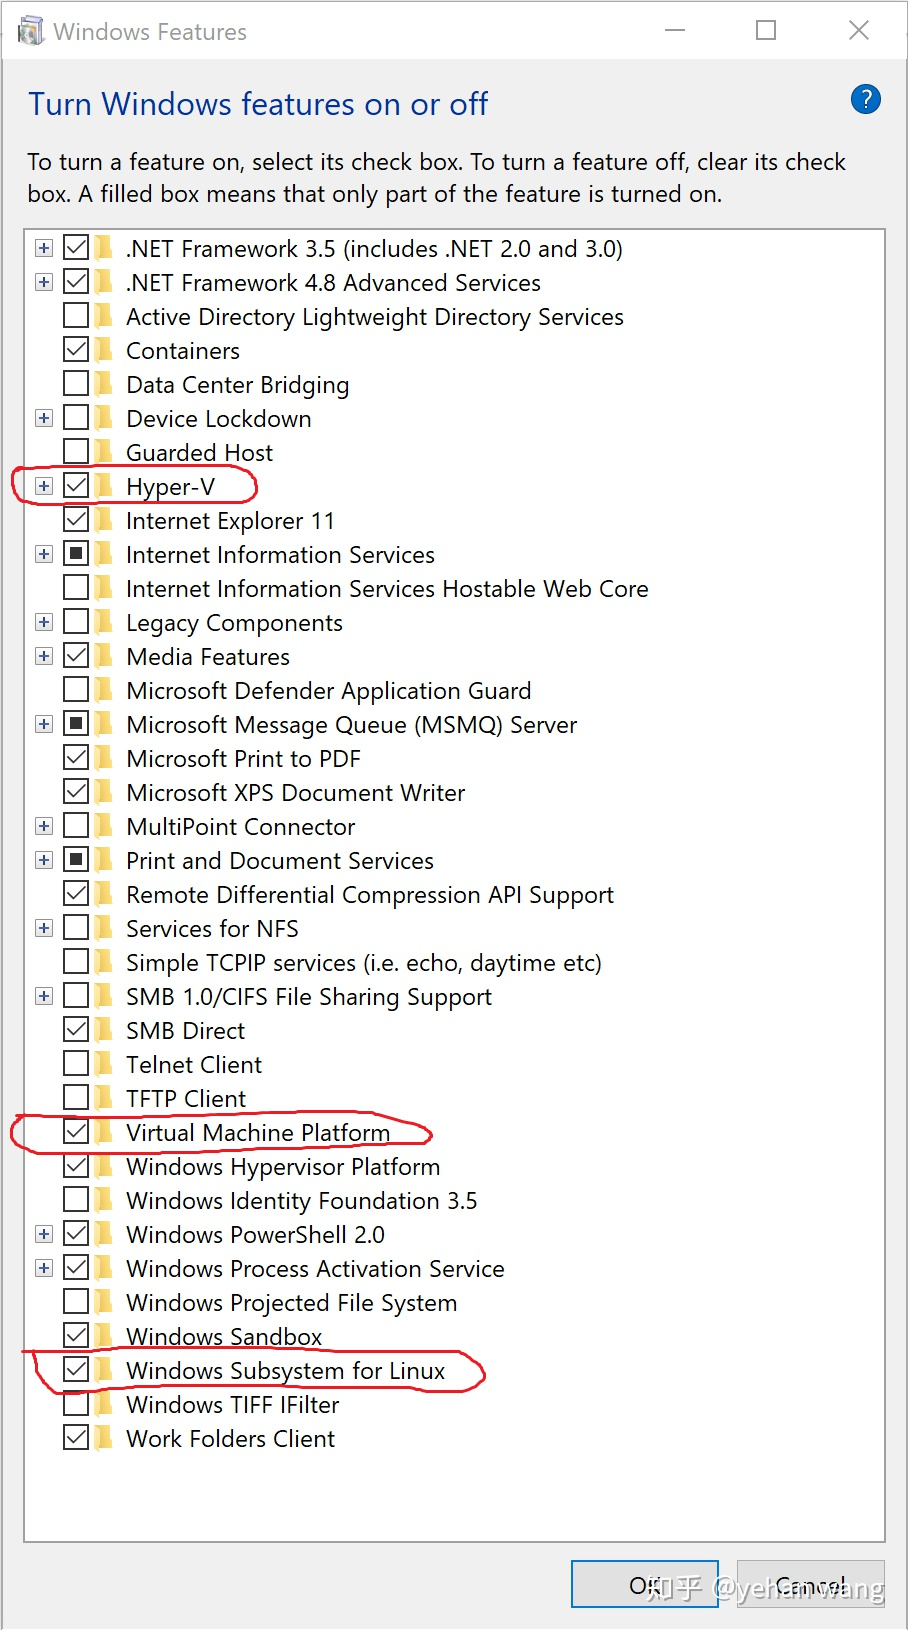 Windows Features
Turn Windows features on or off
?
To turn a feature on, select its check box. To turn a feature off, clear its check
box. A filled box means that only part of the feature is turned on.
.NET Framework 3.5 (includes .NET 2.0 and 3.0)
.NET Framework 4.8 Advanced Services
Active Directory Lightweight Directory Services
Containers
Data Center Bridging
Device Lockdown
Guarded Host
Hyper-V
Internet Explorer 11
Internet Information Services
Internet Information Services Hostable Web Core
Legacy Components
Media Features
Microsoft Defender Application Guard
Microsoft Message Queue (MSMQ) Server
Microsoft Print to PDF
Microsoft XPS Document Writer
MultiPoint Connector
Print and Document Services
Remote Differential Compression API Support
Services for NFS
Simple TCPIP services (i.e. echo, daytime etc)
SMB 1.0/CIFS File Sharing Support
SMB Direct
Telnet Client
TFTP Client
Virtual Machine Platform
Windows Hypervisor Platform
Windows Identity Foundation 3.5
Windows PowerShell 2.0
Windows Process Activation Service
Windows Projected File System
Windows Sandbox
Windows Subsystem for Linux
Windows TIFF IFilter
Work Folders Client
OK Cancel
知乎 @yehanwang